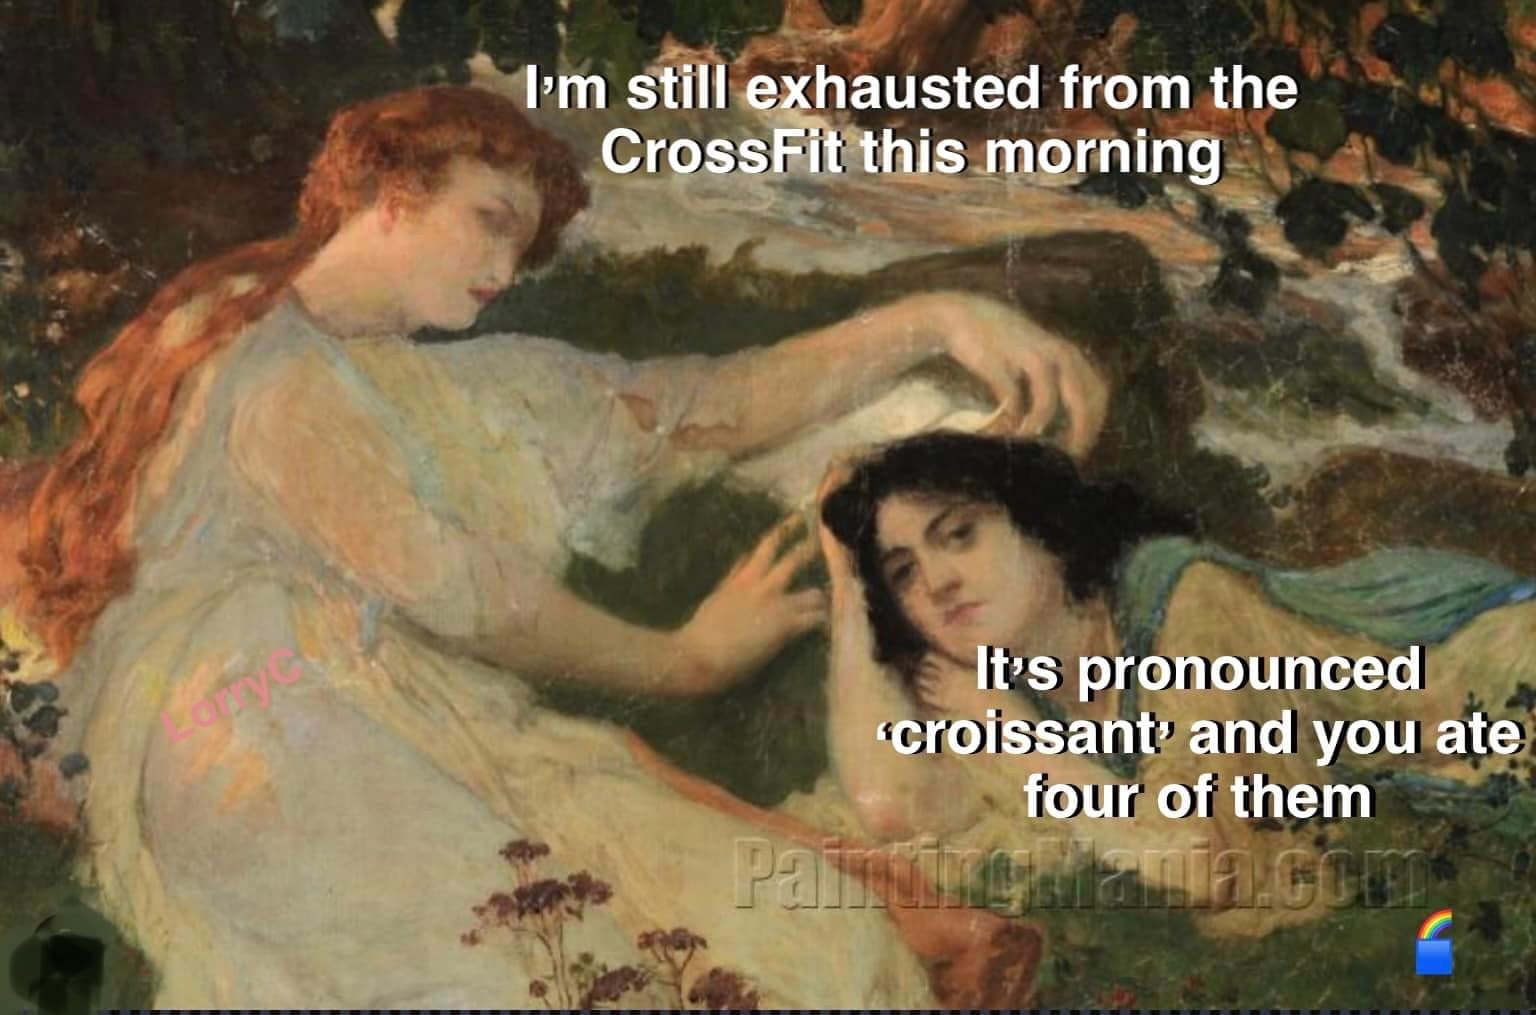 I'm still exhausted from the
CrossFit this morning
LorryC
It's pronounced
‘croissant’ and you ate
four of them
PaintingMania.com